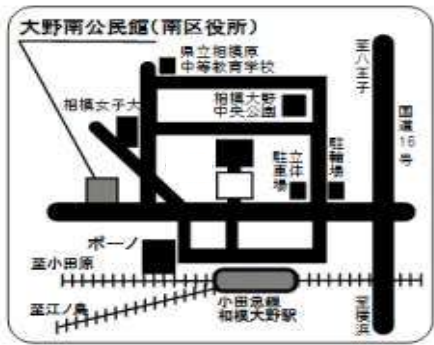 大野南公民館(南区役所)
県立相模原
中等教育学校
至八王子
相模女子大
相模大野
中央公園
国道16号
立体
駐車場
駐輪場
ボーノ
至小田原
至江ノ島
小田急線
相模大野駅
至横浜